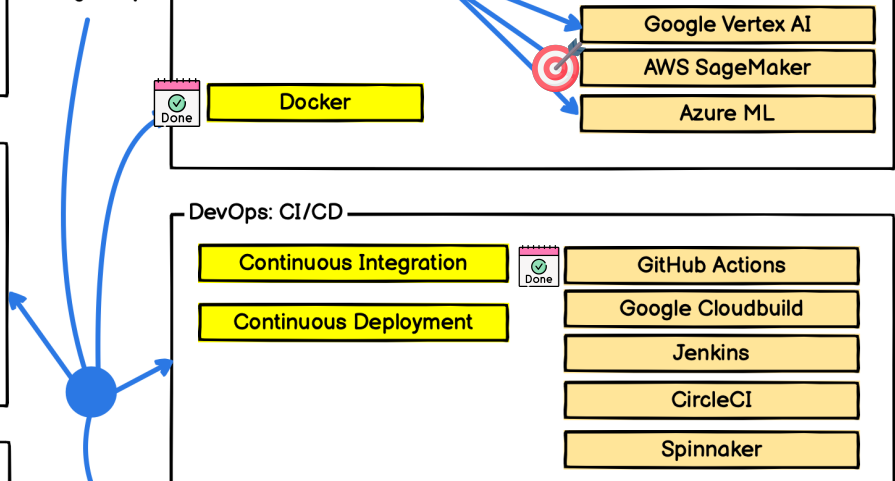 Google Vertex AI
AWS SageMaker
Azure ML
Done
Docker
DevOps: CI/CD
Continuous Integration
Continuous Deployment
Done
GitHub Actions
Google Cloudbuild
Jenkins
CircleCI
Spinnaker